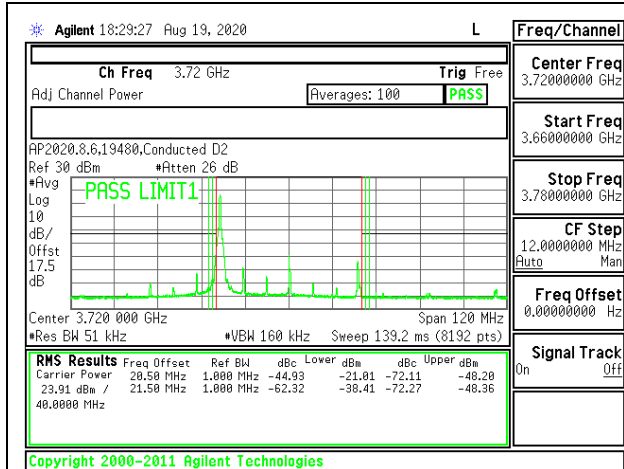 Agilent 18:29:27 Aug 19, 2020 L
Ch Freq 3.72 GHz Trig Free
Adj Channel Power Averages: 100 PASS
AP2020.8.6,19480,Conducted D2
Ref 30 dBm #Atten 26 dB
#Avg
Log
10
dB/
Offst
17.5
dB
PASS LIMIT1
Center 3.720 000 GHz Span 120 MHz
#Res BW 51 kHz #VBW 160 kHz Sweep 139.2 ms (8192 pts)
RMS Results Freq Offset Ref BW dBc Lower dBm dBc Upper dBm
Carrier Power 20.50 MHz 1.000 MHz -44.93 -21.01 -72.11 -48.20
23.91 dBm / 21.50 MHz 1.000 MHz -62.32 -38.41 -72.27 -48.36
40.0000 MHz
Copyright 2000-2011 Agilent Technologies
Freq/Channel
Center Freq
3.72000000 GHz
Start Freq
3.66000000 GHz
Stop Freq
3.78000000 GHz
CF Step
12.0000000 MHz
Auto Man
Freq Offset
0.00000000 Hz
Signal Track
On Off